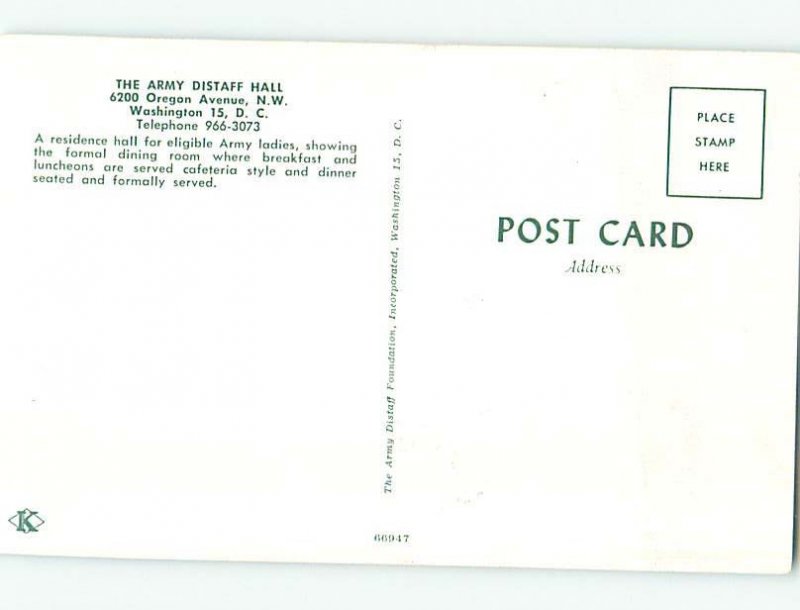 THE ARMY DISTAFF HALL
6200 Oregon Avenue, N.W.
Washington 15, D. C.
Telephone 966-3073
A residence hall for eligible Army ladies, showing
the formal dining room where breakfast and
luncheons are served cafeteria style and dinner
seated and formally served.
The Army Distaff Foundation, Incorporated, Washington 15, D. C.
PLACE
STAMP
HERE
POST CARD
Address
K
66947